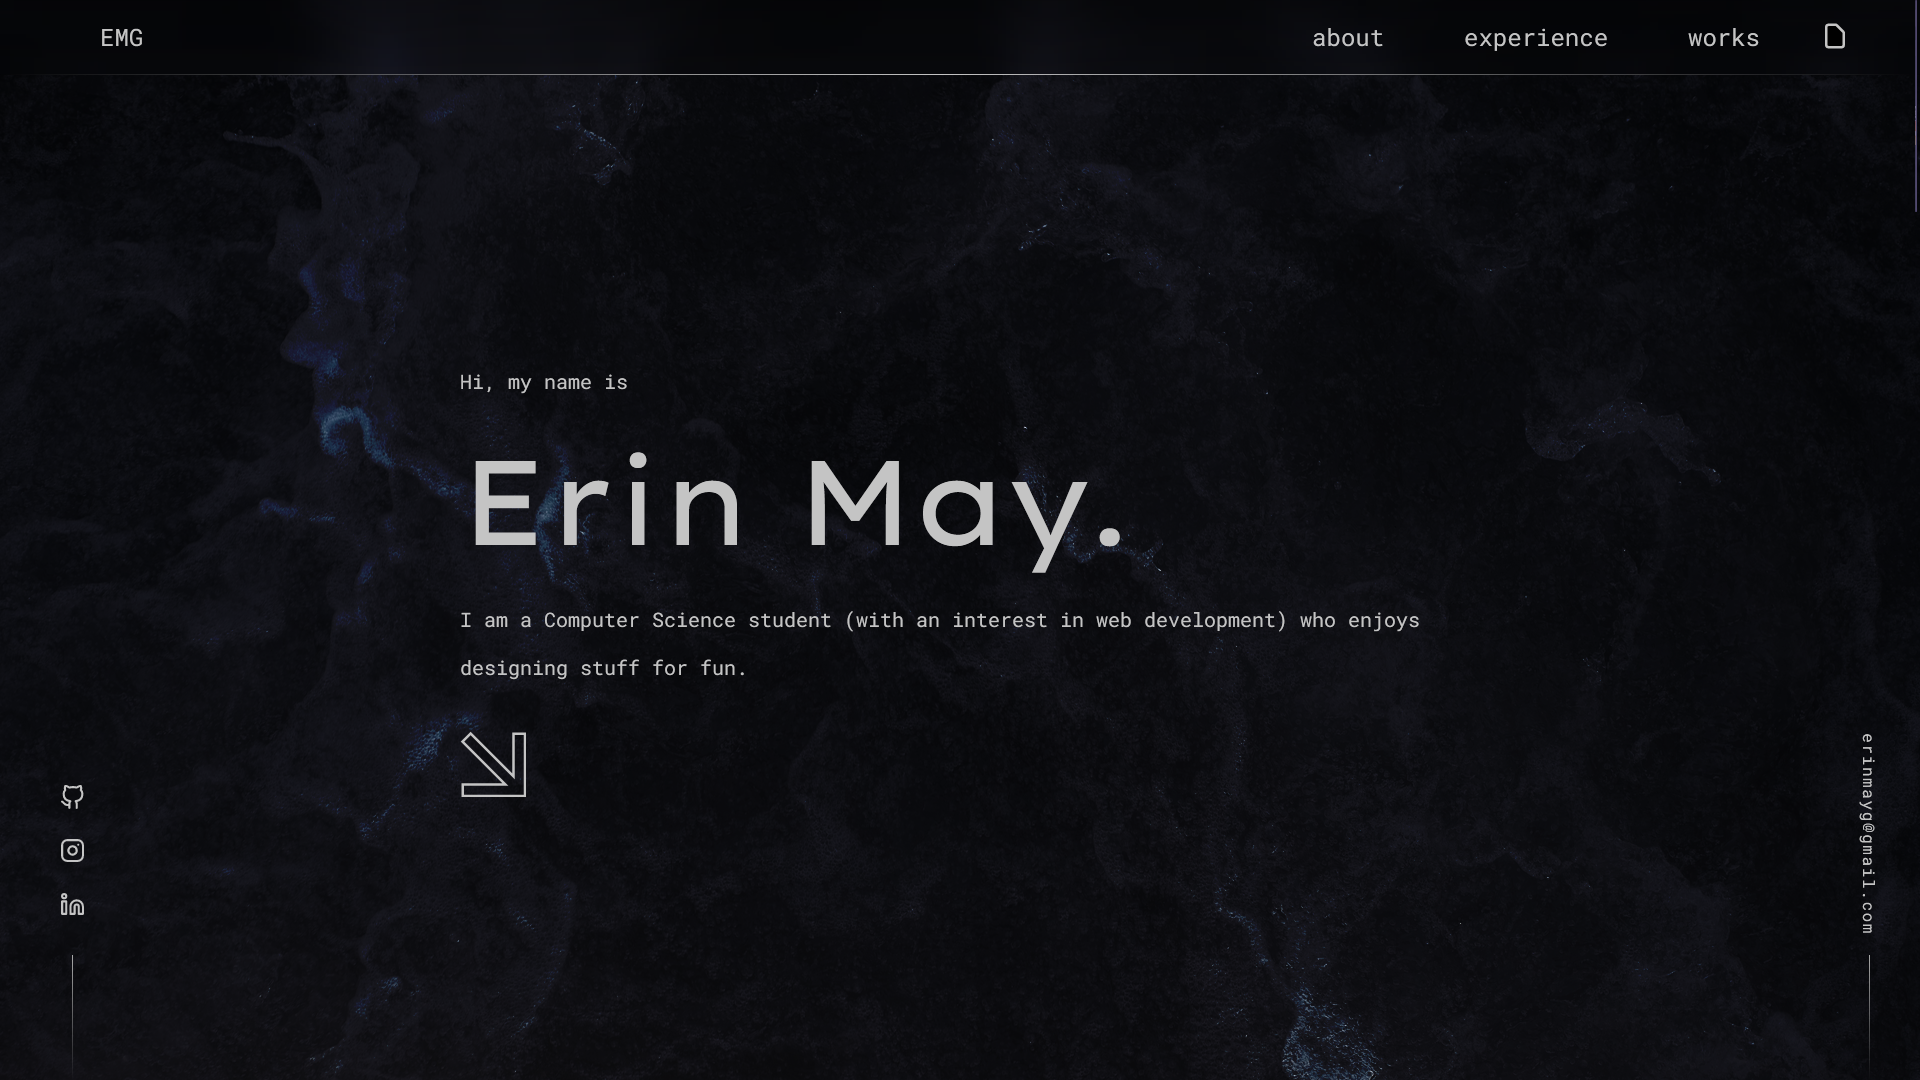 EMG
about
experience
works
Hi, my name is
Erin May.
I am a Computer Science student (with an interest in web development) who enjoys
designing stuff for fun.
erinmayg@gmail.com